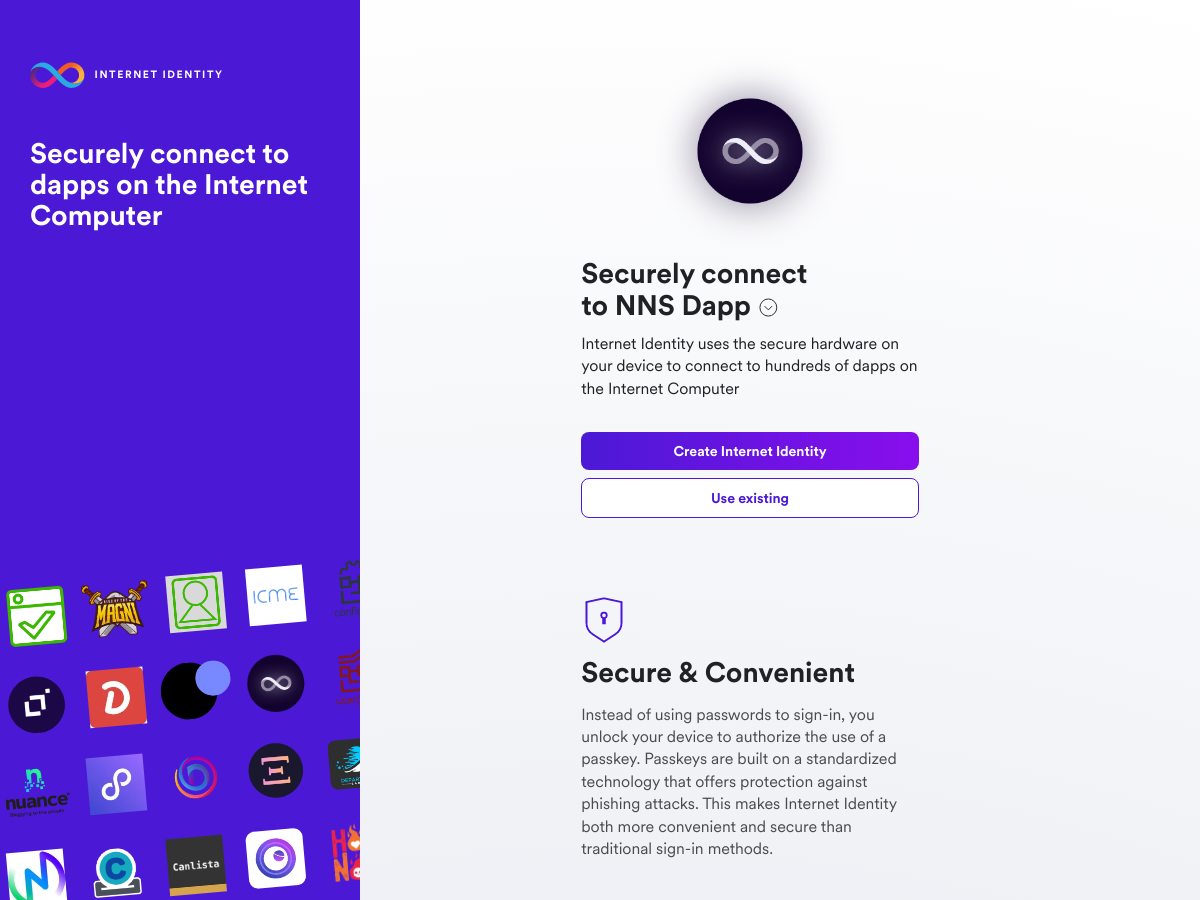 INTERNET IDENTITY
Securely connect to
dapps on the Internet
Computer
MAGNI
ICME
D
nuance
C
Canlista
Securely connect
to NNS Dapp
Internet Identity uses the secure hardware on
your device to connect to hundreds of dapps on
the Internet Computer
Create Internet Identity
Use existing
Secure & Convenient
Instead of using passwords to sign-in, you
unlock your device to authorize the use of a
passkey. Passkeys are built on a standardized
technology that offers protection against
phishing attacks. This makes Internet Identity
both more convenient and secure than
traditional sign-in methods.